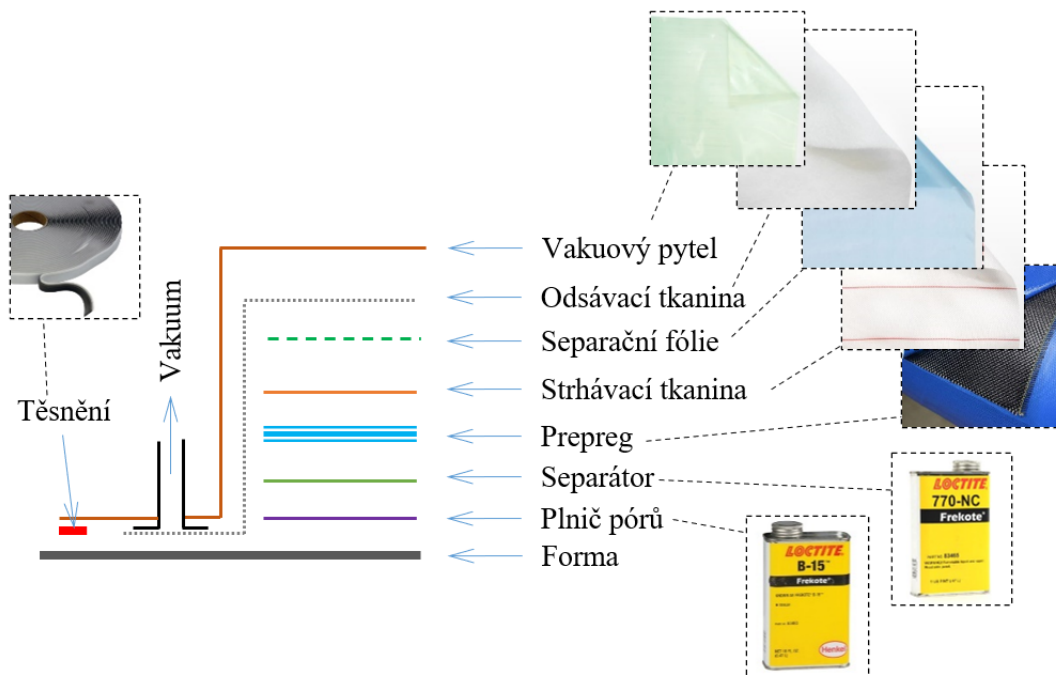 Vakuový pytel
Odsávací tkanina
Separační fólie
Strhávací tkanina
Prepreg
Separátor
Plnič pórů
Forma
Vakuum
Těsnění
LOCTITE
770-NC
Frekote
LOCTITE
B-15™
Frekote
Henkel